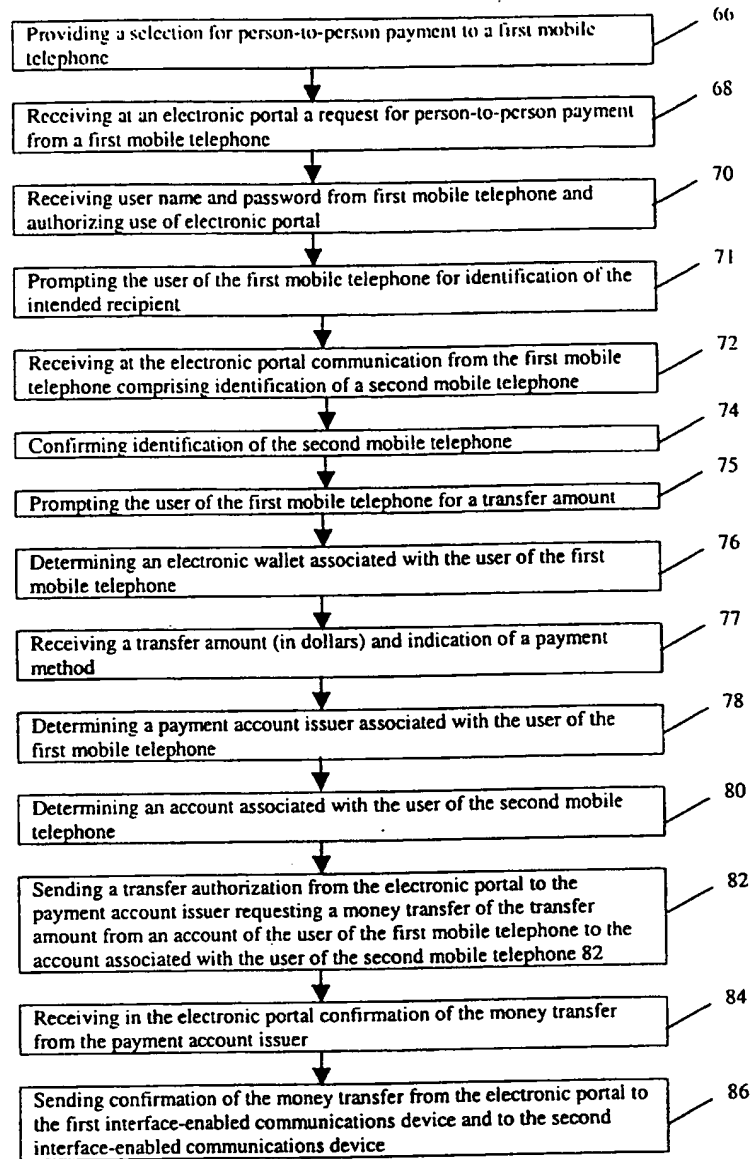 66
Providing a selection for person-to-person payment to a first mobile
telephone
68
Receiving at an electronic portal a request for person-to-person payment
from a first mobile telephone
70
Receiving user name and password from first mobile telephone and
authorizing use of electronic portal
71
Prompting the user of the first mobile telephone for identification of the
intended recipient
72
Receiving at the electronic portal communication from the first mobile
telephone comprising identification of a second mobile telephone
74
Confirming identification of the second mobile telephone
75
Prompting the user of the first mobile telephone for a transfer amount
76
Determining an electronic wallet associated with the user of the first
mobile telephone
77
Receiving a transfer amount (in dollars) and indication of a payment
method
78
Determining a payment account issuer associated with the user of the
first mobile telephone
80
Determining an account associated with the user of the second mobile
telephone
82
Sending a transfer authorization from the electronic portal to the
payment account issuer requesting a money transfer of the transfer
amount from an account of the user of the first mobile telephone to the
account associated with the user of the second mobile telephone 82
84
Receiving in the electronic portal confirmation of the money transfer
from the payment account issuer
86
Sending confirmation of the money transfer from the electronic portal to
the first interface-enabled communications device and to the second
interface-enabled communications device